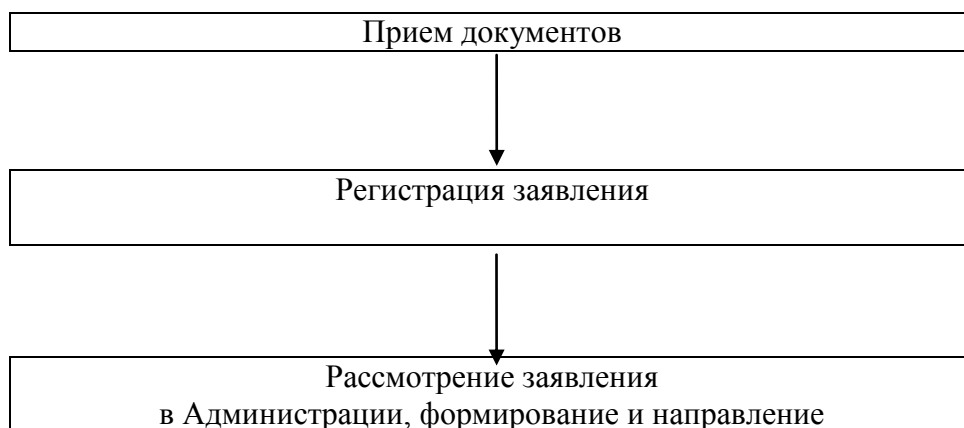 Прием документов
Регистрация заявления
Рассмотрение заявления
в Администрации, формирование и направление